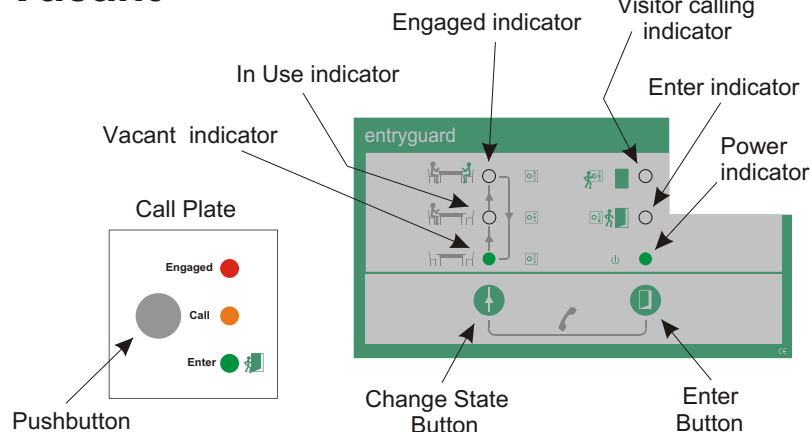 Vacant
Engaged indicator
Visitor calling
indicator
In Use indicator
Enter indicator
Vacant indicator
Power
indicator
entryguard
Call Plate
Engaged
Call
Enter
CE
Pushbutton
Change State
Button
Enter
Button